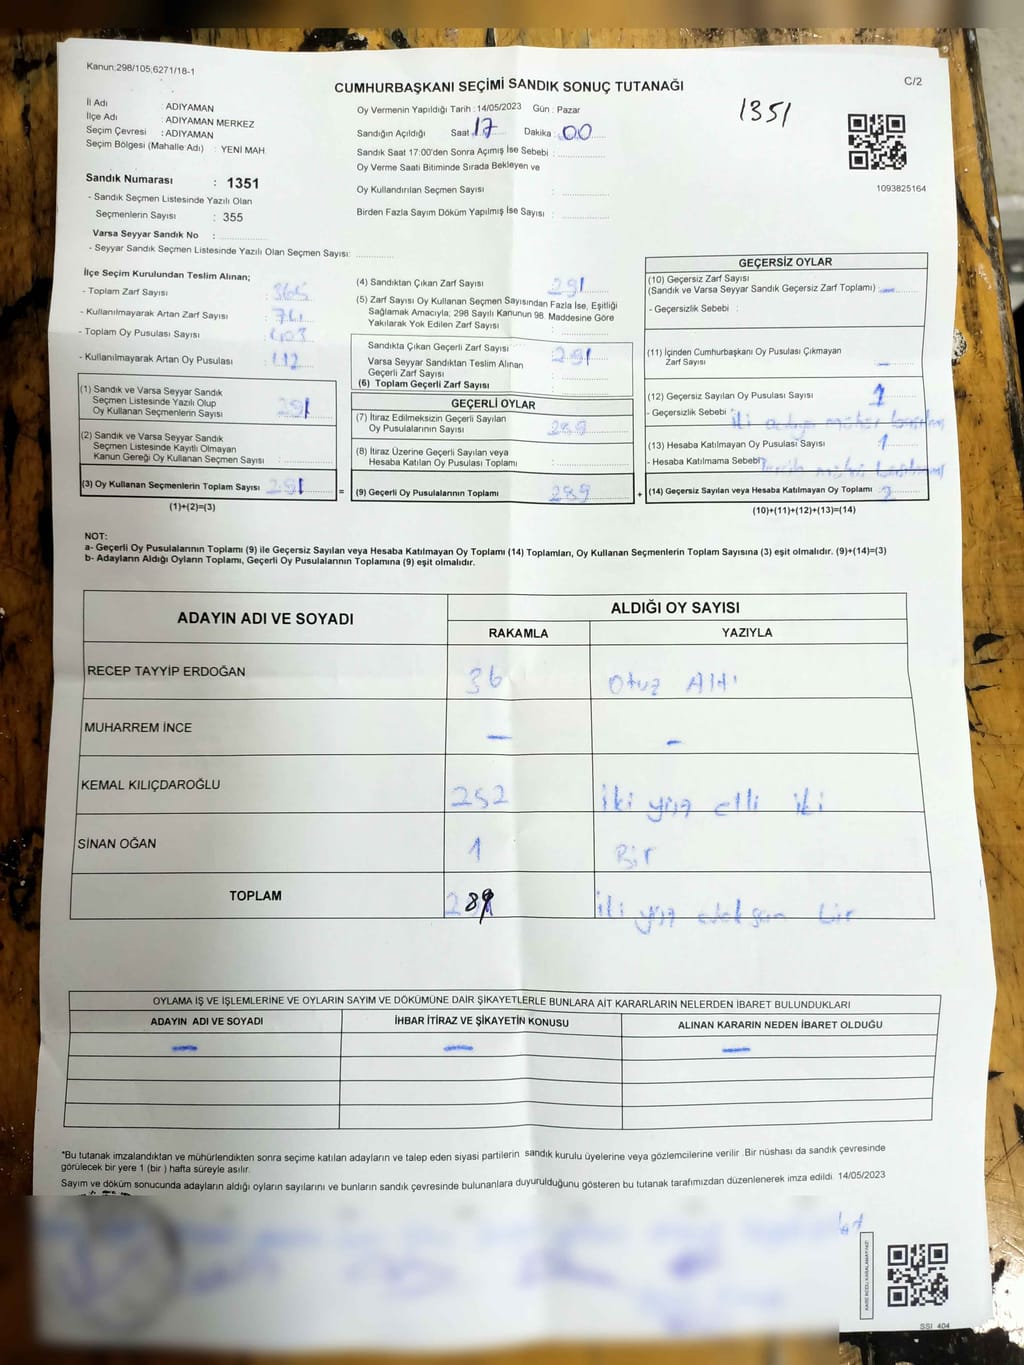 Kanun:298/105;6271/18-1
C/2
CUMHURBAŞKANI SEÇİMİ SANDIK SONUÇ TUTANAĞI
1351
İl Adı : ADIYAMAN
İlçe Adı : ADIYAMAN MERKEZ
Seçim Çevresi : ADIYAMAN
Seçim Bölgesi (Mahalle Adı) : YENİ MAH.
Sandık Numarası : 1351
- Sandık Seçmen Listesinde Yazılı Olan
Seçmenlerin Sayısı : 355
Varsa Seyyar Sandık No :
- Seyyar Sandık Seçmen Listesinde Yazılı Olan Seçmen Sayısı:
Oy Vermenin Yapıldığı Tarih : 14/05/2023 Gün : Pazar
Sandığın Açıldığı Saat 17 Dakika : 00
Sandık Saat 17:00'den Sonra Açımış İse Sebebi :
Oy Verme Saati Bitiminde Sırada Bekleyen ve
Oy Kullandırılan Seçmen Sayısı :
Birden Fazla Sayım Döküm Yapılmış İse Sayısı :
1093825164
İlçe Seçim Kurulundan Teslim Alınan;
- Toplam Zarf Sayısı : 365
- Kullanılmayarak Artan Zarf Sayısı : 74
- Toplam Oy Pusulası Sayısı : 403
- Kullanılmayarak Artan Oy Pusulası : 112
(1) Sandık ve Varsa Seyyar Sandık
Seçmen Listesinde Yazılı Olup
Oy Kullanan Seçmenlerin Sayısı : 291
(2) Sandık ve Varsa Seyyar Sandık
Seçmen Listesinde Kayıtlı Olmayan
Kanun Gereği Oy Kullanan Seçmen Sayısı :
(3) Oy Kullanan Seçmenlerin Toplam Sayısı : 291
(1)+(2)=(3)
(4) Sandıktan Çıkan Zarf Sayısı : 291
(5) Zarf Sayısı Oy Kullanan Seçmen Sayısından Fazla İse, Eşitliği
Sağlamak Amacıyla; 298 Sayılı Kanunun 98. Maddesine Göre
Yakılarak Yok Edilen Zarf Sayısı :
Sandıkta Çıkan Geçerli Zarf Sayısı : 291
Varsa Seyyar Sandıktan Teslim Alınan
Geçerli Zarf Sayısı :
(6) Toplam Geçerli Zarf Sayısı :
GEÇERLİ OYLAR
(7) İtiraz Edilmeksizin Geçerli Sayılan
Oy Pusulalarının Sayısı : 289
(8) İtiraz Üzerine Geçerli Sayılan veya
Hesaba Katılan Oy Pusulası Toplamı :
=
(9) Geçerli Oy Pusulalarının Toplamı : 289
+
GEÇERSİZ OYLAR
(10) Geçersiz Zarf Sayısı
(Sandık ve Varsa Seyyar Sandık Geçersiz Zarf Toplamı) : —
- Geçersizlik Sebebi :
(11) İçinden Cumhurbaşkanı Oy Pusulası Çıkmayan
Zarf Sayısı : —
(12) Geçersiz Sayılan Oy Pusulası Sayısı : 1
- Geçersizlik Sebebi :
(13) Hesaba Katılmayan Oy Pusulası Sayısı : 1
- Hesaba Katılmama Sebebi
(14) Geçersiz Sayılan veya Hesaba Katılmayan Oy Toplamı : 2
(10)+(11)+(12)+(13)=(14)
NOT:
a- Geçerli Oy Pusulalarının Toplamı (9) ile Geçersiz Sayılan veya Hesaba Katılmayan Oy Toplamı (14) Toplamları, Oy Kullanan Seçmenlerin Toplam Sayısına (3) eşit olmalıdır. (9)+(14)=(3)
b- Adayların Aldığı Oyların Toplamı, Geçerli Oy Pusulalarının Toplamına (9) eşit olmalıdır.
ADAYIN ADI VE SOYADI
ALDIĞI OY SAYISI
RAKAMLA YAZIYLA
RECEP TAYYİP ERDOĞAN 36 Otuz Altı
MUHARREM İNCE — —
KEMAL KILIÇDAROĞLU 252 İki yüz elli iki
SİNAN OĞAN 1 Bir
TOPLAM 289
OYLAMA İŞ VE İŞLEMLERİNE VE OYLARIN SAYIM VE DÖKÜMÜNE DAİR ŞİKAYETLERLE BUNLARA AİT KARARLARIN NELERDEN İBARET BULUNDUKLARI
ADAYIN ADI VE SOYADI İHBAR İTİRAZ VE ŞİKAYETİN KONUSU ALINAN KARARIN NEDEN İBARET OLDUĞU
— — —
*Bu tutanak imzalandıktan ve mühürlendikten sonra seçime katılan adayların ve talep eden siyasi partilerin sandık kurulu üyelerine veya gözlemcilerine verilir .Bir nüshası da sandık çevresinde
görülecek bir yere 1 (bir ) hafta süreyle asılır.
Sayım ve döküm sonucunda adayların aldığı oyların sayılarını ve bunların sandık çevresinde bulunanlara duyurulduğunu gösteren bu tutanak tarafımızdan düzenlenerek imza edildi. 14/05/2023
SSI 404